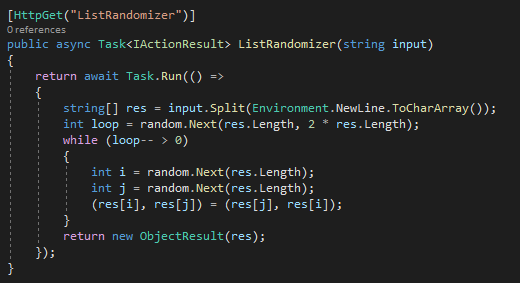 [HttpGet("ListRandomizer")]
0 references
public async Task<IActionResult> ListRandomizer(string input)
{
    return await Task.Run(() =>
    {
        string[] res = input.Split(Environment.NewLine.ToCharArray());
        int loop = random.Next(res.Length, 2 * res.Length);
        while (loop-- > 0)
        {
            int i = random.Next(res.Length);
            int j = random.Next(res.Length);
            (res[i], res[j]) = (res[j], res[i]);
        }
        return new ObjectResult(res);
    });
}